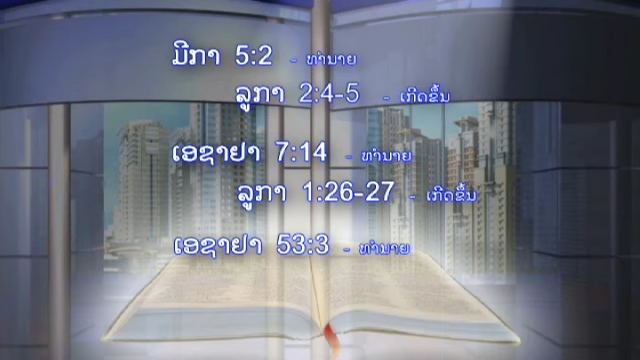 ມີກາ 5:2 - ທຳນາຍ
ລູກາ 2:4-5 - ເກີດຂຶ້ນ
ເອຊາຢາ 7:14 - ທຳນາຍ
ລູກາ 1:26-27 - ເກີດຂຶ້ນ
ເອຊາຢາ 53:3 - ທຳນາຍ